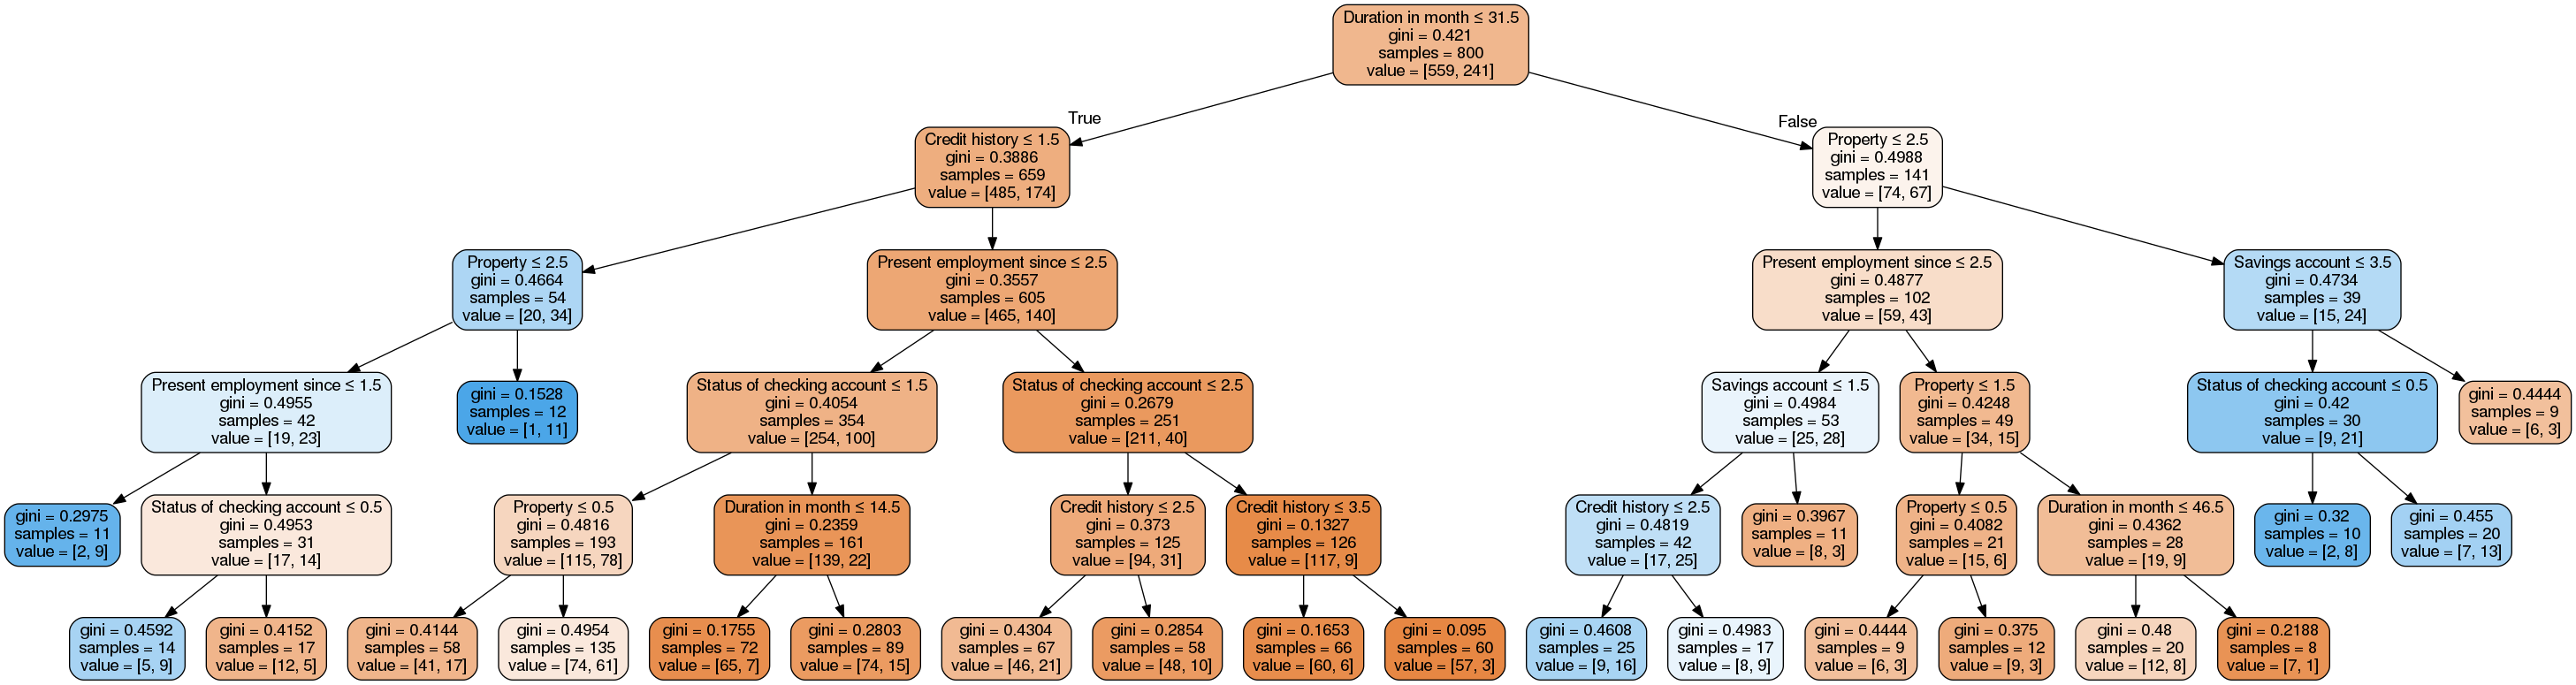 Duration in month ≤ 31.5
gini = 0.421
samples = 800
value = [559, 241]
True
False
Credit history ≤ 1.5
gini = 0.3886
samples = 659
value = [485, 174]
Property ≤ 2.5
gini = 0.4988
samples = 141
value = [74, 67]
Property ≤ 2.5
gini = 0.4664
samples = 54
value = [20, 34]
Present employment since ≤ 2.5
gini = 0.3557
samples = 605
value = [465, 140]
Present employment since ≤ 2.5
gini = 0.4877
samples = 102
value = [59, 43]
Savings account ≤ 3.5
gini = 0.4734
samples = 39
value = [15, 24]
Present employment since ≤ 1.5
gini = 0.4955
samples = 42
value = [19, 23]
gini = 0.1528
samples = 12
value = [1, 11]
Status of checking account ≤ 1.5
gini = 0.4054
samples = 354
value = [254, 100]
Status of checking account ≤ 2.5
gini = 0.2679
samples = 251
value = [211, 40]
Savings account ≤ 1.5
gini = 0.4984
samples = 53
value = [25, 28]
Property ≤ 1.5
gini = 0.4248
samples = 49
value = [34, 15]
Status of checking account ≤ 0.5
gini = 0.42
samples = 30
value = [9, 21]
gini = 0.4444
samples = 9
value = [6, 3]
gini = 0.2975
samples = 11
value = [2, 9]
Status of checking account ≤ 0.5
gini = 0.4953
samples = 31
value = [17, 14]
Property ≤ 0.5
gini = 0.4816
samples = 193
value = [115, 78]
Duration in month ≤ 14.5
gini = 0.2359
samples = 161
value = [139, 22]
Credit history ≤ 2.5
gini = 0.373
samples = 125
value = [94, 31]
Credit history ≤ 3.5
gini = 0.1327
samples = 126
value = [117, 9]
Credit history ≤ 2.5
gini = 0.4819
samples = 42
value = [17, 25]
gini = 0.3967
samples = 11
value = [8, 3]
Property ≤ 0.5
gini = 0.4082
samples = 21
value = [15, 6]
Duration in month ≤ 46.5
gini = 0.4362
samples = 28
value = [19, 9]
gini = 0.32
samples = 10
value = [2, 8]
gini = 0.455
samples = 20
value = [7, 13]
gini = 0.4592
samples = 14
value = [5, 9]
gini = 0.4152
samples = 17
value = [12, 5]
gini = 0.4144
samples = 58
value = [41, 17]
gini = 0.4954
samples = 135
value = [74, 61]
gini = 0.1755
samples = 72
value = [65, 7]
gini = 0.2803
samples = 89
value = [74, 15]
gini = 0.4304
samples = 67
value = [46, 21]
gini = 0.2854
samples = 58
value = [48, 10]
gini = 0.1653
samples = 66
value = [60, 6]
gini = 0.095
samples = 60
value = [57, 3]
gini = 0.4608
samples = 25
value = [9, 16]
gini = 0.4983
samples = 17
value = [8, 9]
gini = 0.4444
samples = 9
value = [6, 3]
gini = 0.375
samples = 12
value = [9, 3]
gini = 0.48
samples = 20
value = [12, 8]
gini = 0.2188
samples = 8
value = [7, 1]